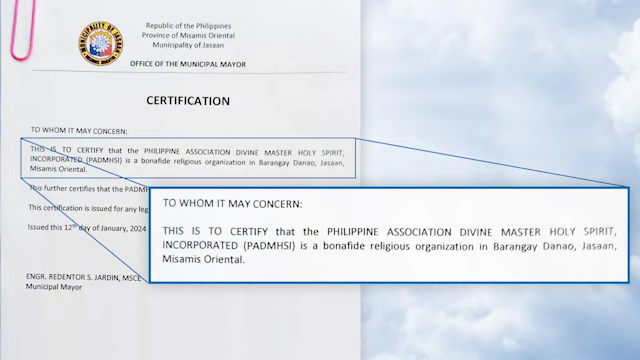 MUNICIPALITY OF JASAAN
Republic of the Philippines
Province of Misamis Oriental
Municipality of Jasaan
OFFICE OF THE MUNICIPAL MAYOR
CERTIFICATION
TO WHOM IT MAY CONCERN:
THIS IS TO CERTIFY that the PHILIPPINE ASSOCIATION DIVINE MASTER HOLY SPIRIT,
INCORPORATED (PADMHSI) is a bonafide religious organization in Barangay Danao, Jasaan,
Misamis Oriental.
This further certifies that the PADMH
This certification is issued for any leg
Issued this 12th day of January, 2024
ENGR. REDENTOR S. JARDIN, MSCE
Municipal Mayor
TO WHOM IT MAY CONCERN:
THIS IS TO CERTIFY that the PHILIPPINE ASSOCIATION DIVINE MASTER HOLY SPIRIT,
INCORPORATED (PADMHSI) is a bonafide religious organization in Barangay Danao, Jasaan,
Misamis Oriental.